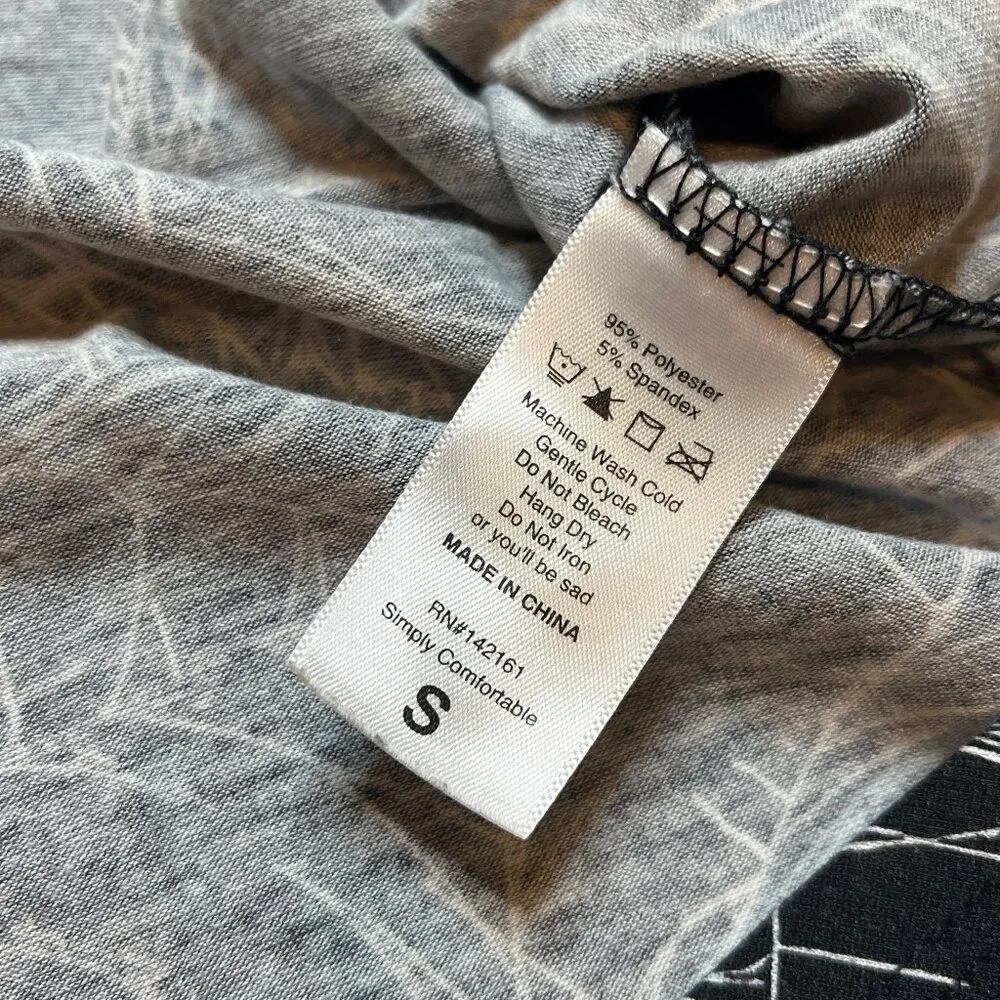 95% Polyester
5% Spandex
Machine Wash Cold
Gentle Cycle
Do Not Bleach
Hang Dry
Do Not Iron
or you'll be sad
MADE IN CHINA
RN#142161
Simply Comfortable
S